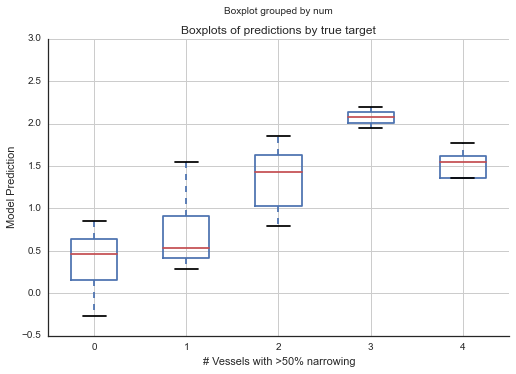 Boxplot grouped by num
Boxplots of predictions by true target
3.0
2.5
2.0
1.5
1.0
0.5
0.0
−0.5
Model Prediction
0 1 2 3 4
# Vessels with >50% narrowing